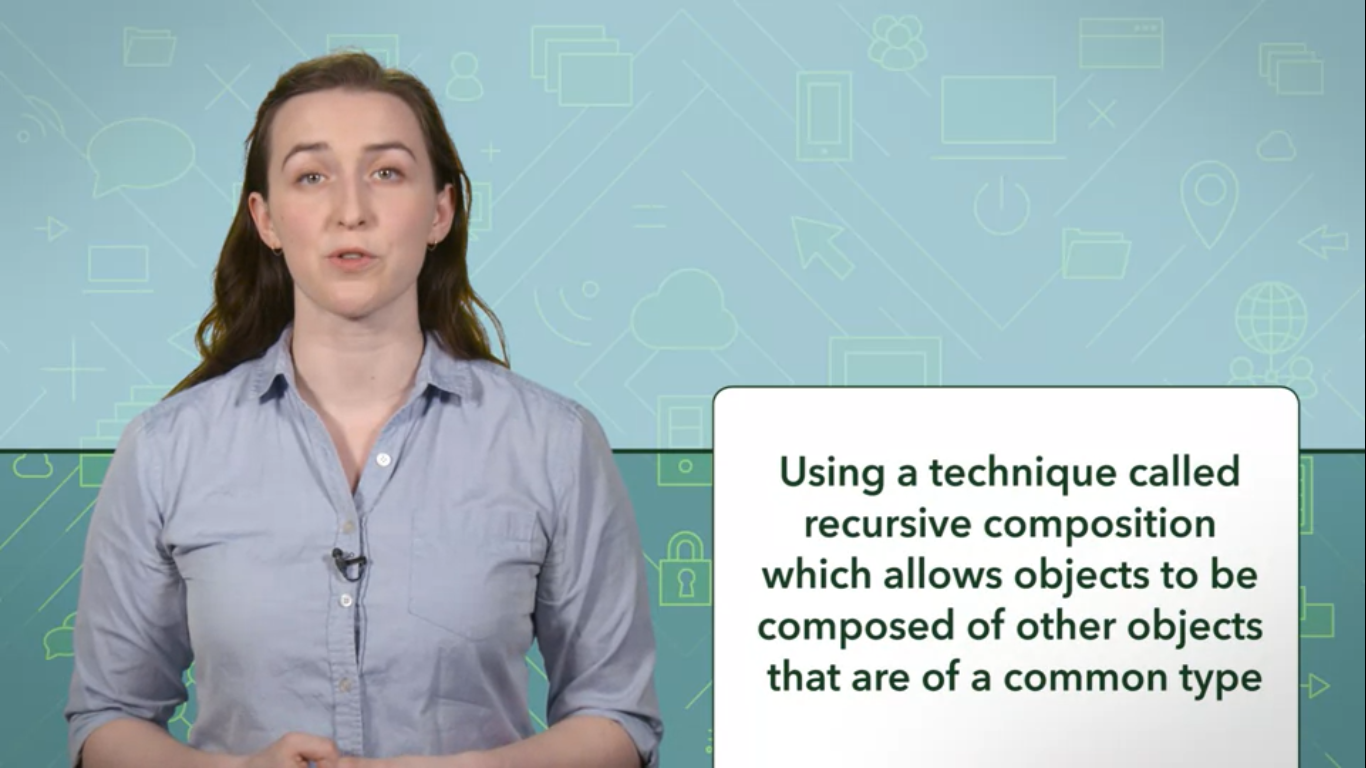 Using a technique called
recursive composition
which allows objects to be
composed of other objects
that are of a common type